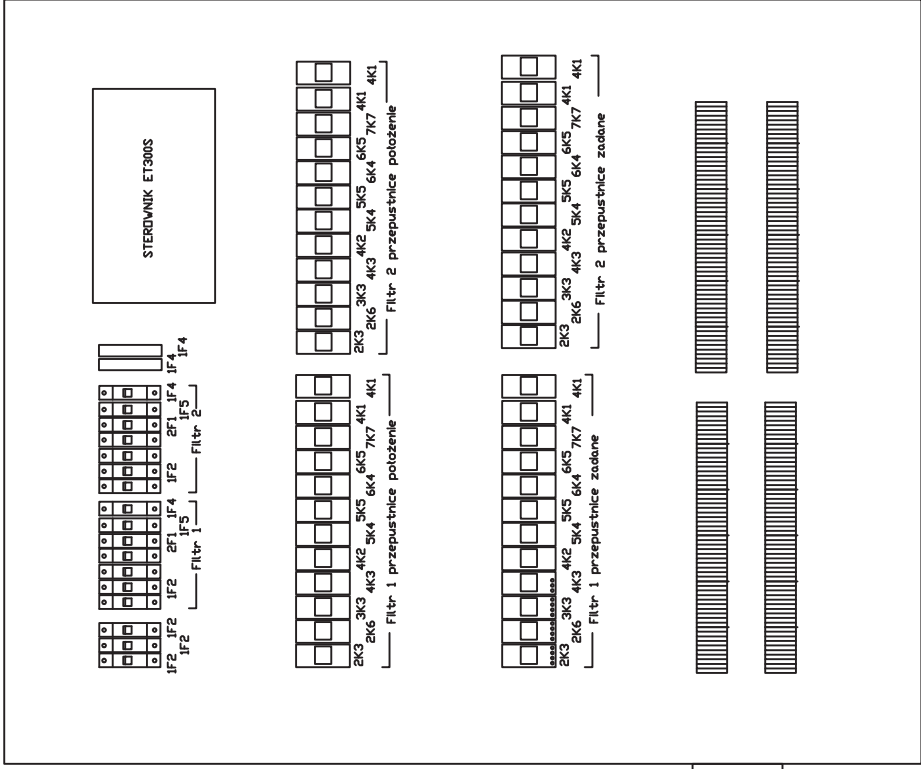 STEROWNIK ET300S
1F2 1F2 1F2
1F2 2F1 1F5 1F4
Filtr 1
1F2 2F1 1F5 1F4
Filtr 2
1F4 1F4
2K3 2K6 3K3 4K3 4K2 5K4 5K5 6K4 6K5 7K7 4K1 4K1
Filtr 1 przepustnice położenie
2K3 2K6 3K3 4K3 4K2 5K4 5K5 6K4 6K5 7K7 4K1 4K1
Filtr 2 przepustnice położenie
2K3 2K6 3K3 4K3 4K2 5K4 5K5 6K4 6K5 7K7 4K1 4K1
Filtr 1 przepustnice zadane
2K3 2K6 3K3 4K3 4K2 5K4 5K5 6K4 6K5 7K7 4K1 4K1
Filtr 2 przepustnice zadane